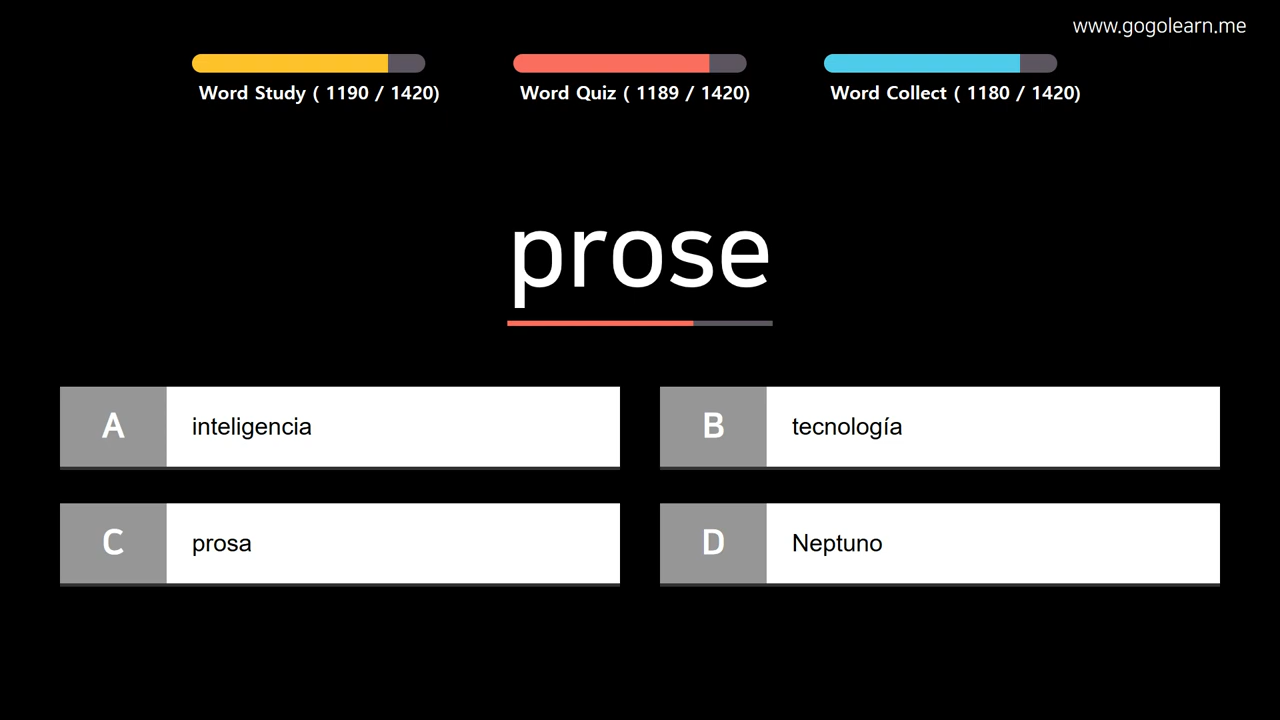 www.gogolearn.me
Word Study ( 1190 / 1420)
Word Quiz ( 1189 / 1420)
Word Collect ( 1180 / 1420)
prose
A inteligencia
B tecnología
C prosa
D Neptuno